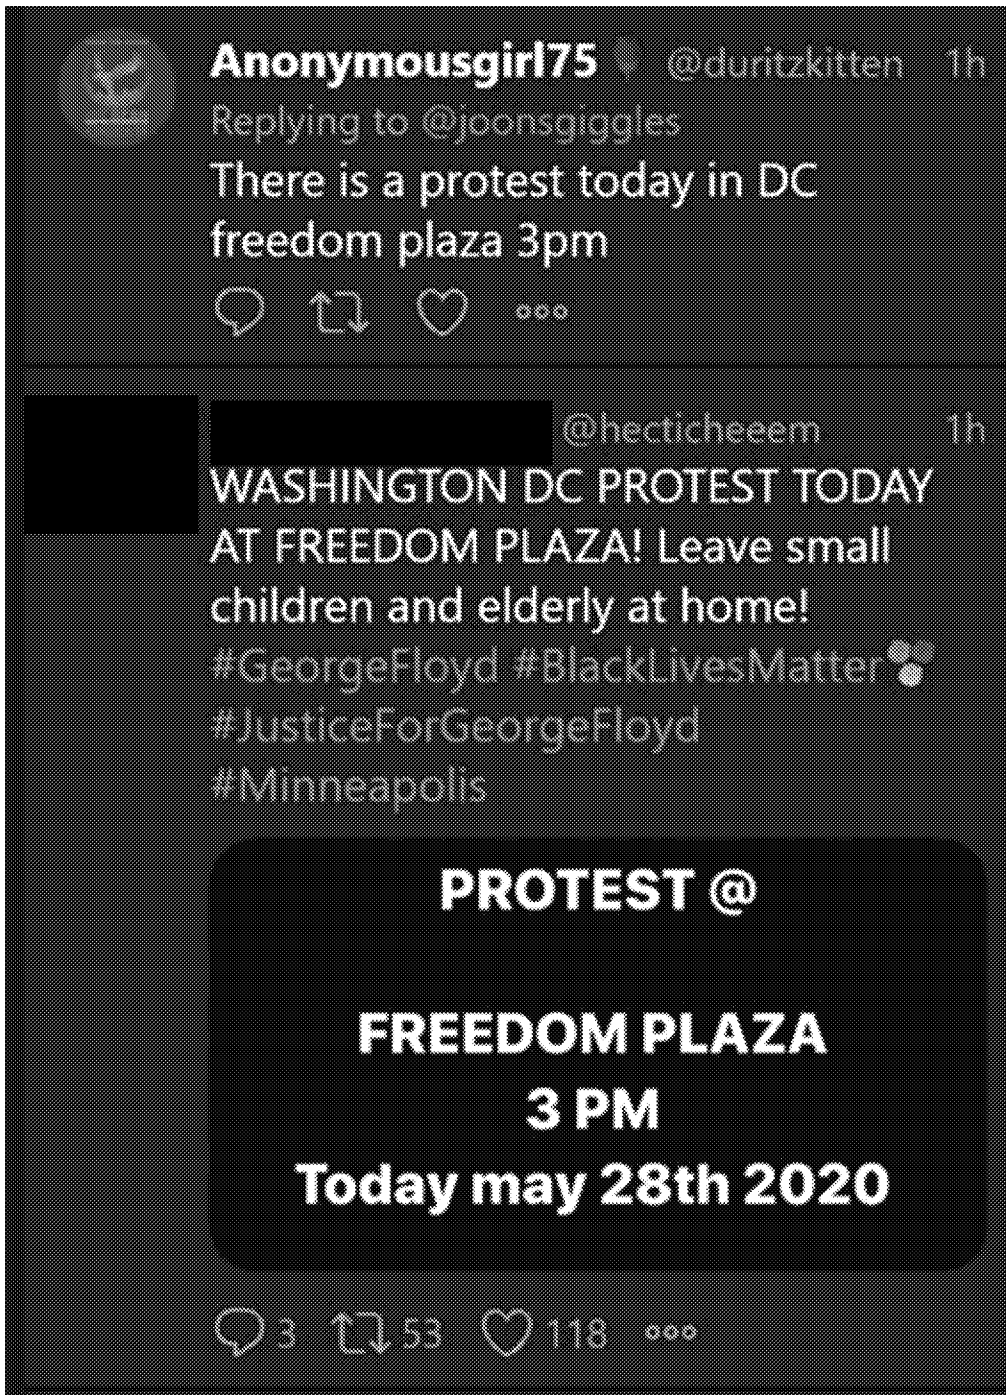 Anonymousgirl75 @duritzkitten 1h
Replying to @joonsgiggles
There is a protest today in DC
freedom plaza 3pm
@hecticheeem 1h
WASHINGTON DC PROTEST TODAY
AT FREEDOM PLAZA! Leave small
children and elderly at home!
#GeorgeFloyd #BlackLivesMatter
#JusticeForGeorgeFloyd
#Minneapolis
PROTEST @
FREEDOM PLAZA
3 PM
Today may 28th 2020
3 53 118